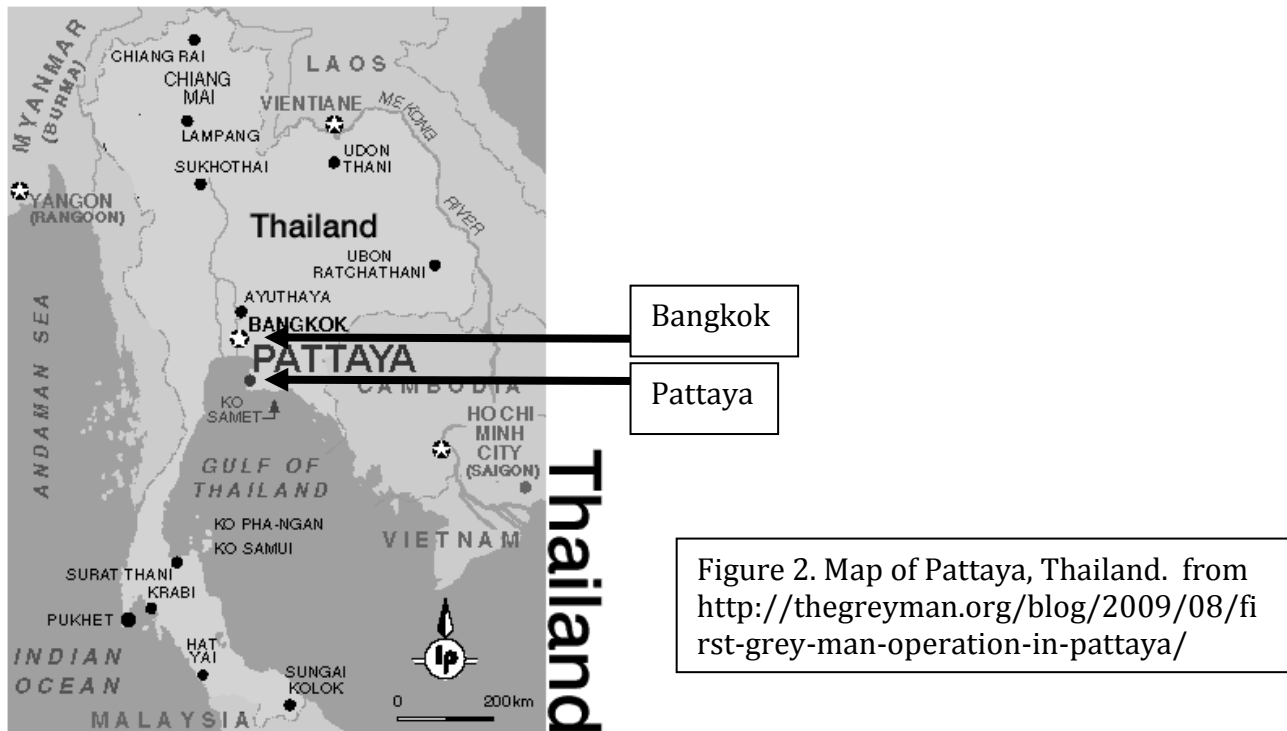 CHIANG RAI
CHIANG
MAI
LAMPANG
SUKHOTHAI
MYANMAR
(BURMA)
YANGON
(RANGOON)
LAOS
VIENTIANE
MEKONG
RIVER
UDON
THANI
Thailand
UBON
RATCHATHANI
AYUTHAYA
BANGKOK
PATTAYA
KO
SAMET
CAMBODIA
HO CHI
MINH
CITY
(SAIGON)
ANDAMAN SEA
GULF OF
THAILAND
KO PHA-NGAN
KO SAMUI
VIETNAM
SURAT THANI
KRABI
PUKHET
HAT
YAI
INDIAN
OCEAN
SUNGAI
KOLOK
MALAYSIA
lp
0 200km
Thailand
Bangkok
Pattaya
Figure 2. Map of Pattaya, Thailand. from
http://thegreyman.org/blog/2009/08/fi
rst-grey-man-operation-in-pattaya/